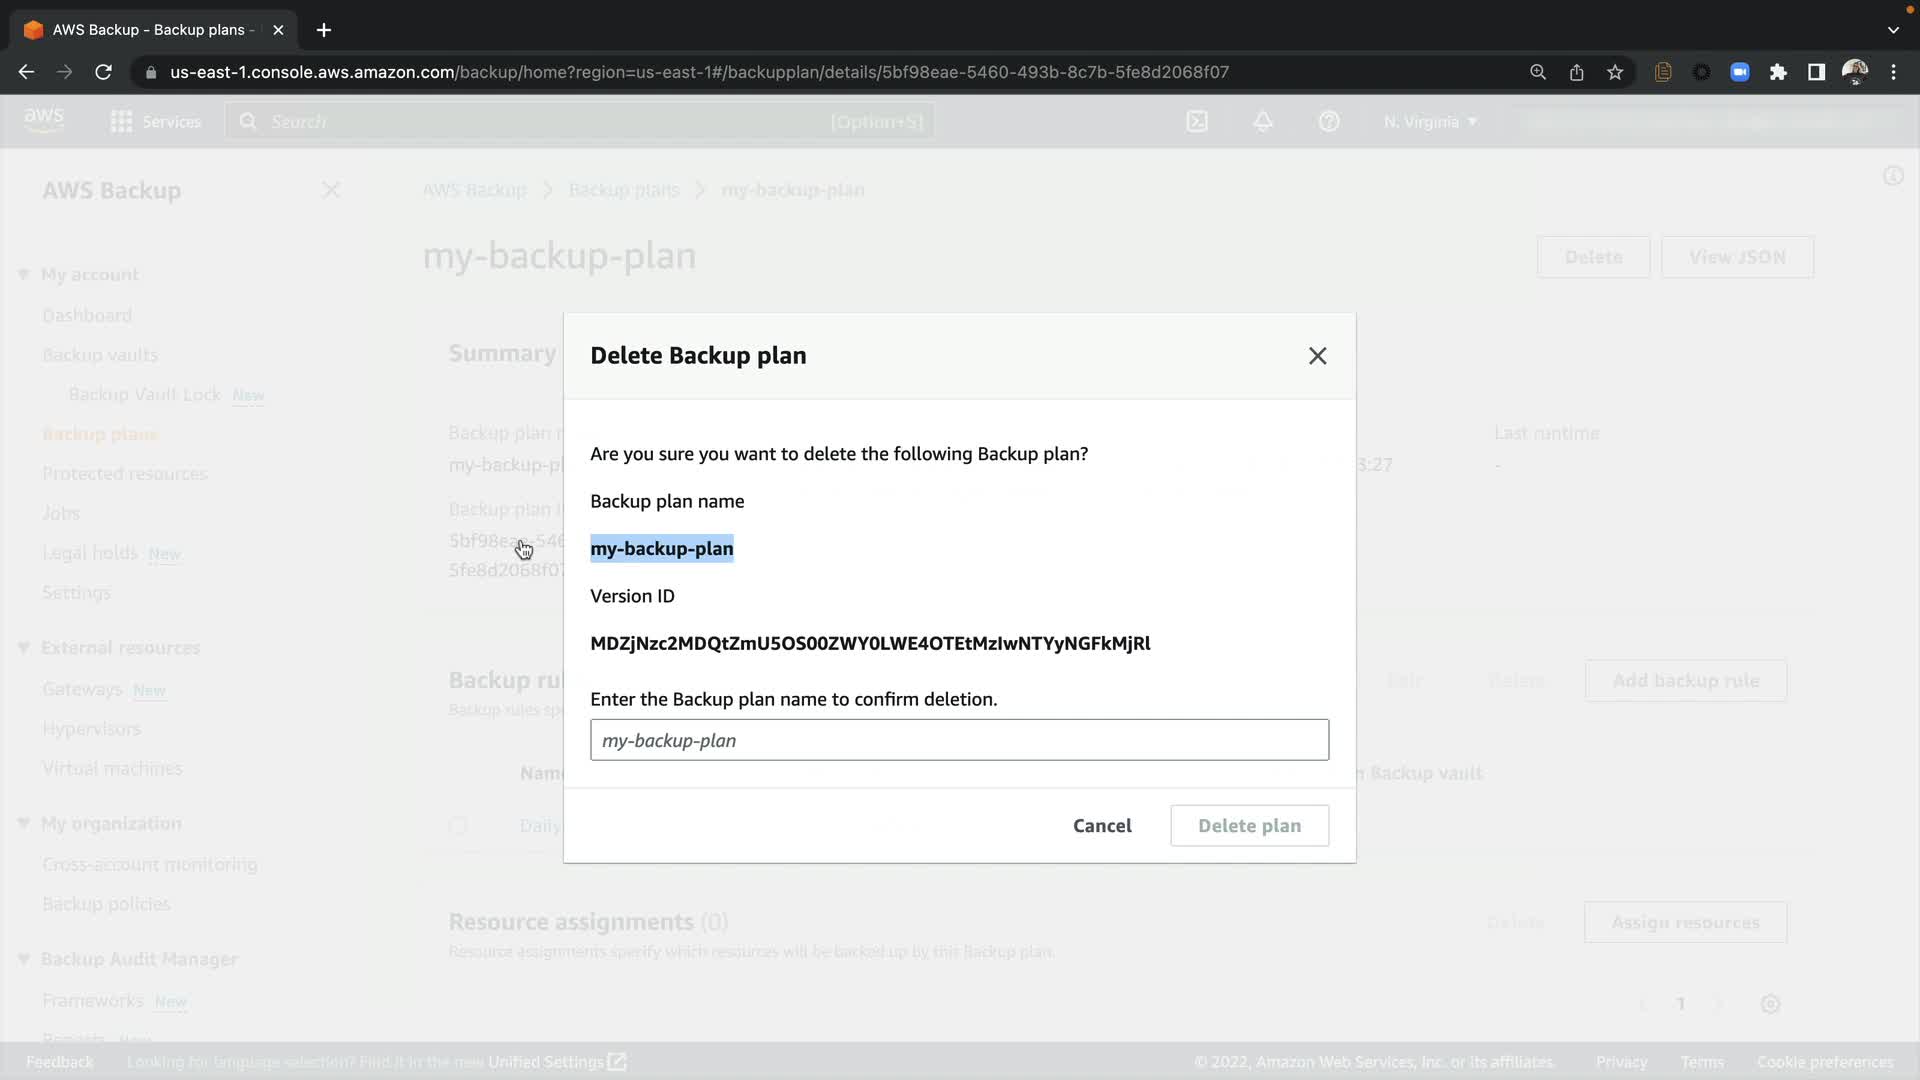 AWS Backup - Backup plans -
us-east-1.console.aws.amazon.com/backup/home?region=us-east-1#/backupplan/details/5bf98eae-5460-493b-8c7b-5fe8d2068f07
aws
Services
Search
[Option+S]
N. Virginia
AWS Backup
AWS Backup
Backup plans
my-backup-plan
my-backup-plan
Delete
View JSON
My account
Dashboard
Backup vaults
Backup Vault Lock New
Backup plans
Protected resources
Jobs
Legal holds New
Settings
External resources
Gateways New
Hypervisors
Virtual machines
My organization
Cross-account monitoring
Backup policies
Backup Audit Manager
Frameworks New
Summary
Backup plan
my-backup-pl
Backup plan
5bf98eae-546
5fe8d2068f07
3:27
Last runtime
-
Delete Backup plan
Are you sure you want to delete the following Backup plan?
Backup plan name
my-backup-plan
Version ID
MDZjNzc2MDQtZmU5OS00ZWY0LWE4OTEtMzIwNTYyNGFkMjRl
Enter the Backup plan name to confirm deletion.
my-backup-plan
Cancel
Delete plan
Backup rul
Backup rules spe
Edit
Delete
Add backup rule
Name
Backup vault
Daily
Resource assignments (0)
Resource assignments specify which resources will be backed up by this Backup plan.
Delete
Assign resources
1
Feedback
Looking for language selection? Find it in the new Unified Settings
© 2022, Amazon Web Services, Inc. or its affiliates.
Privacy
Terms
Cookie preferences